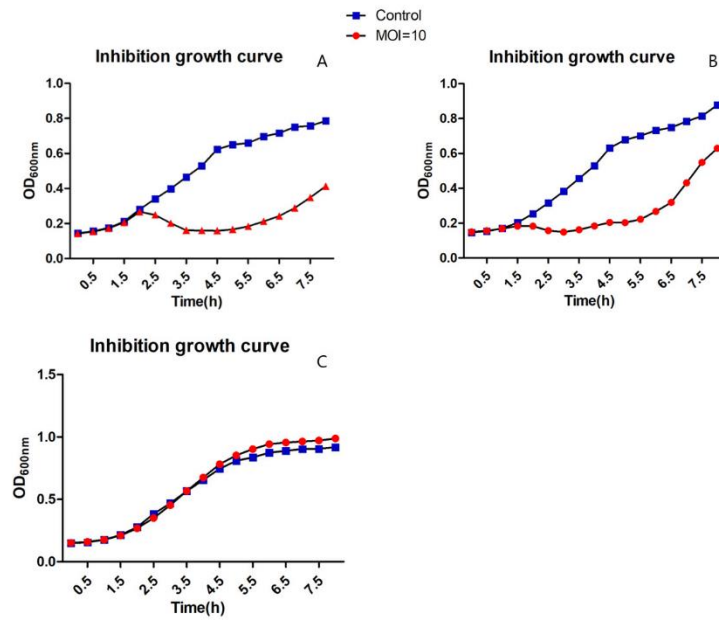 Control
MOI=10
Inhibition growth curve A
1.0
0.8
0.6
0.4
0.2
0.0
OD600nm
0.5 1.5 2.5 3.5 4.5 5.5 6.5 7.5
Time(h)
Inhibition growth curve B
1.0
0.8
0.6
0.4
0.2
0.0
OD600nm
0.5 1.5 2.5 3.5 4.5 5.5 6.5 7.5
Time(h)
Inhibition growth curve C
1.5
1.0
0.5
0.0
OD600nm
0.5 1.5 2.5 3.5 4.5 5.5 6.5 7.5
Time(h)